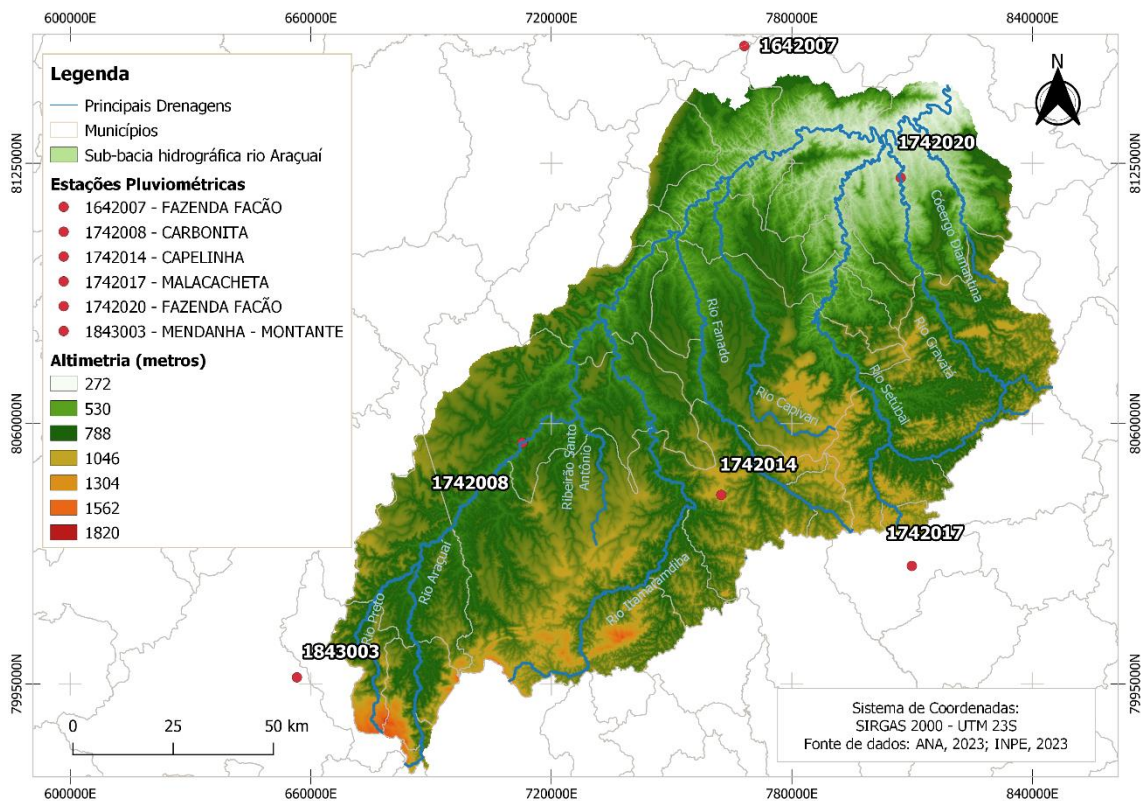 600000E 660000E 720000E 780000E 840000E
1642007
N
Legenda
Principais Drenagens
Municípios
Sub-bacia hidrográfica rio Araçuaí
Estações Pluviométricas
1642007 - FAZENDA FACÃO
1742008 - CARBONITA
1742014 - CAPELINHA
1742017 - MALACACHETA
1742020 - FAZENDA FACÃO
1843003 - MENDANHA - MONTANTE
Altimetria (metros)
272
530
788
1046
1304
1562
1820
8125000N 8125000N
1742020
Cóergo Diamantina
Rio Fanado
Rio Gravatá
Rio Setúbal
Rio Capivari
8060000N 8060000N
Ribeirão Santo
Antônio
1742014
1742008
1742017
Rio Araçuaí
Rio Itamaramdiba
Rio Preto
1843003
7995000N 7995000N
0 25 50 km
Sistema de Coordenadas:
SIRGAS 2000 - UTM 23S
Fonte de dados: ANA, 2023; INPE, 2023
600000E 660000E 720000E 780000E 840000E